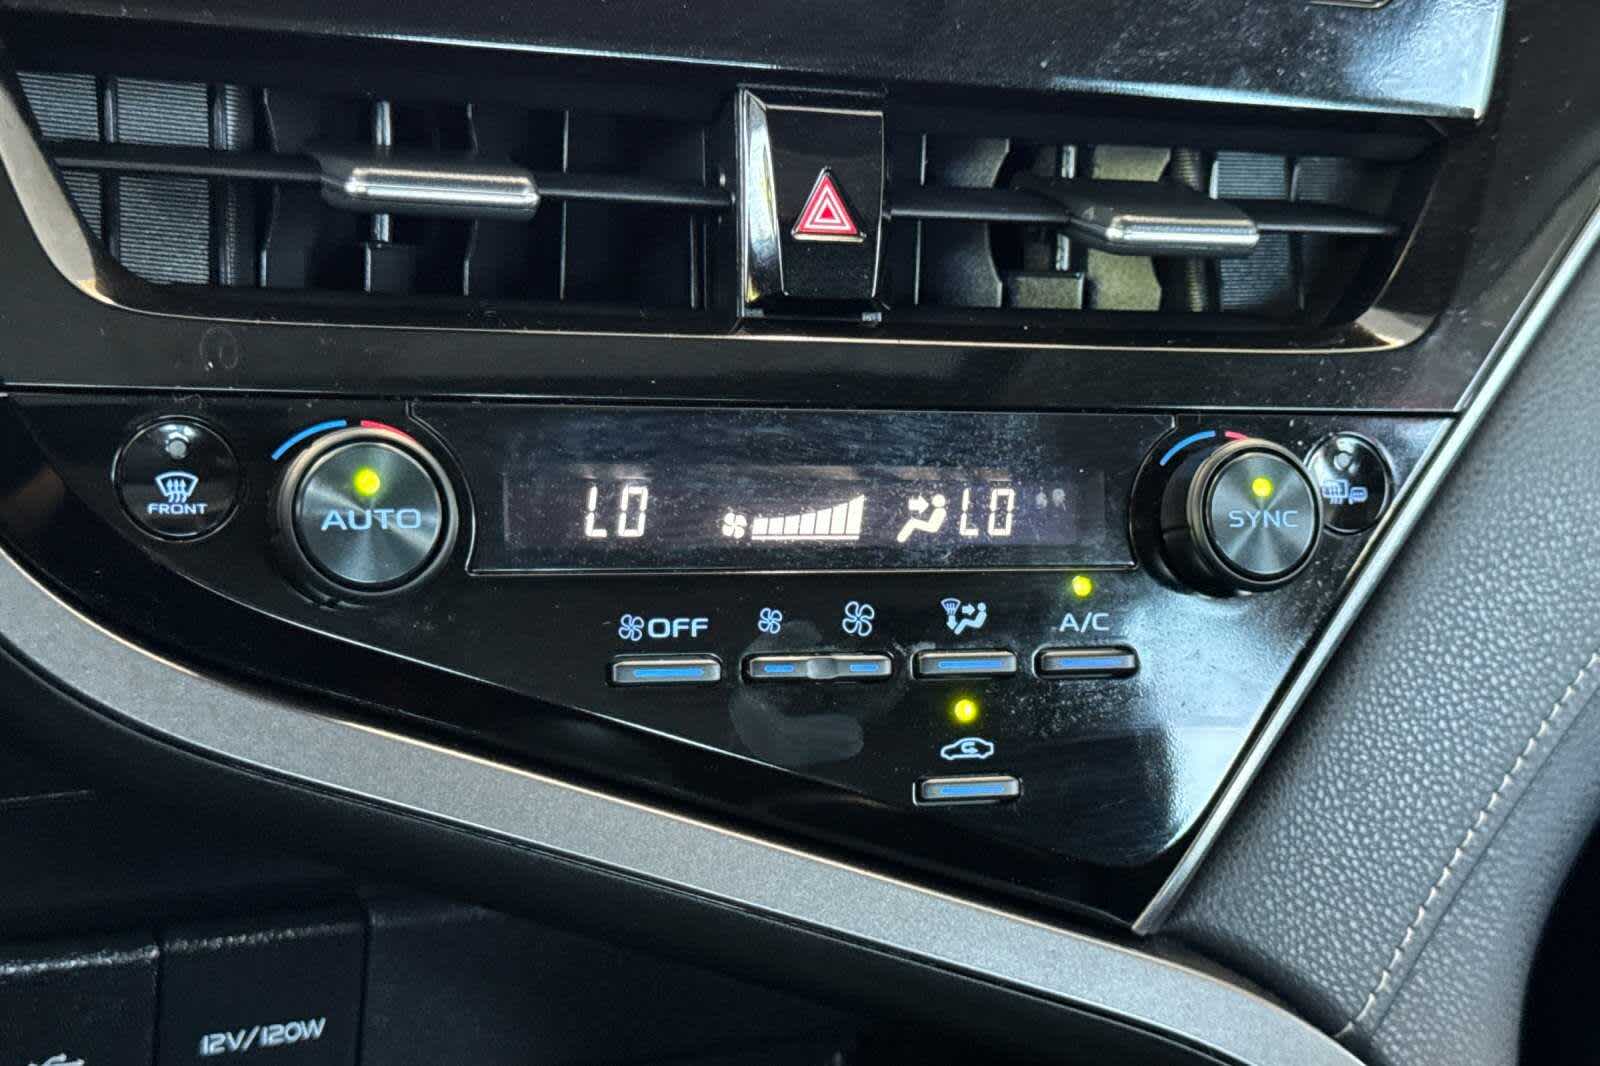 FRONT
AUTO
LO
LO
SYNC
OFF
A/C
12V/120W